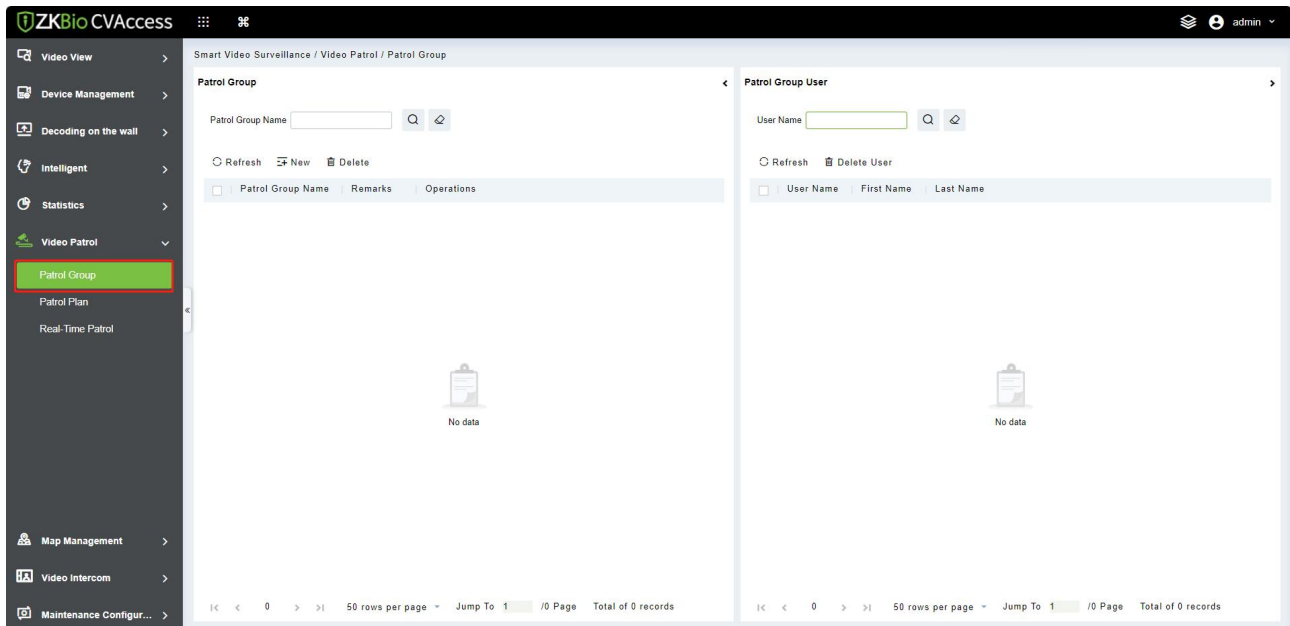 ZKBio CVAccess
admin
Video View
Device Management
Decoding on the wall
Intelligent
Statistics
Video Patrol
Patrol Group
Patrol Plan
Real-Time Patrol
Map Management
Video Intercom
Maintenance Configur...
Smart Video Surveillance / Video Patrol / Patrol Group
Patrol Group
Patrol Group Name
Refresh New Delete
Patrol Group Name Remarks Operations
No data
0 50 rows per page Jump To 1 /0 Page Total of 0 records
Patrol Group User
User Name
Refresh Delete User
User Name First Name Last Name
No data
0 50 rows per page Jump To 1 /0 Page Total of 0 records